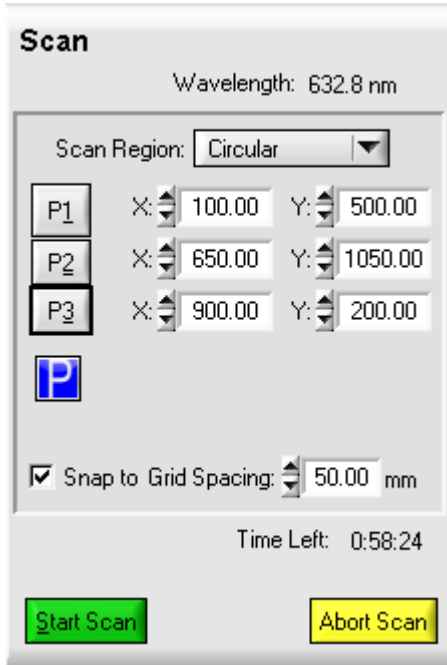 Scan
Wavelength: 632.8 nm
Scan Region: Circular
P1 X: 100.00 Y: 500.00
P2 X: 650.00 Y: 1050.00
P3 X: 900.00 Y: 200.00
P
Snap to Grid Spacing: 50.00 mm
Time Left: 0:58:24
Start Scan Abort Scan